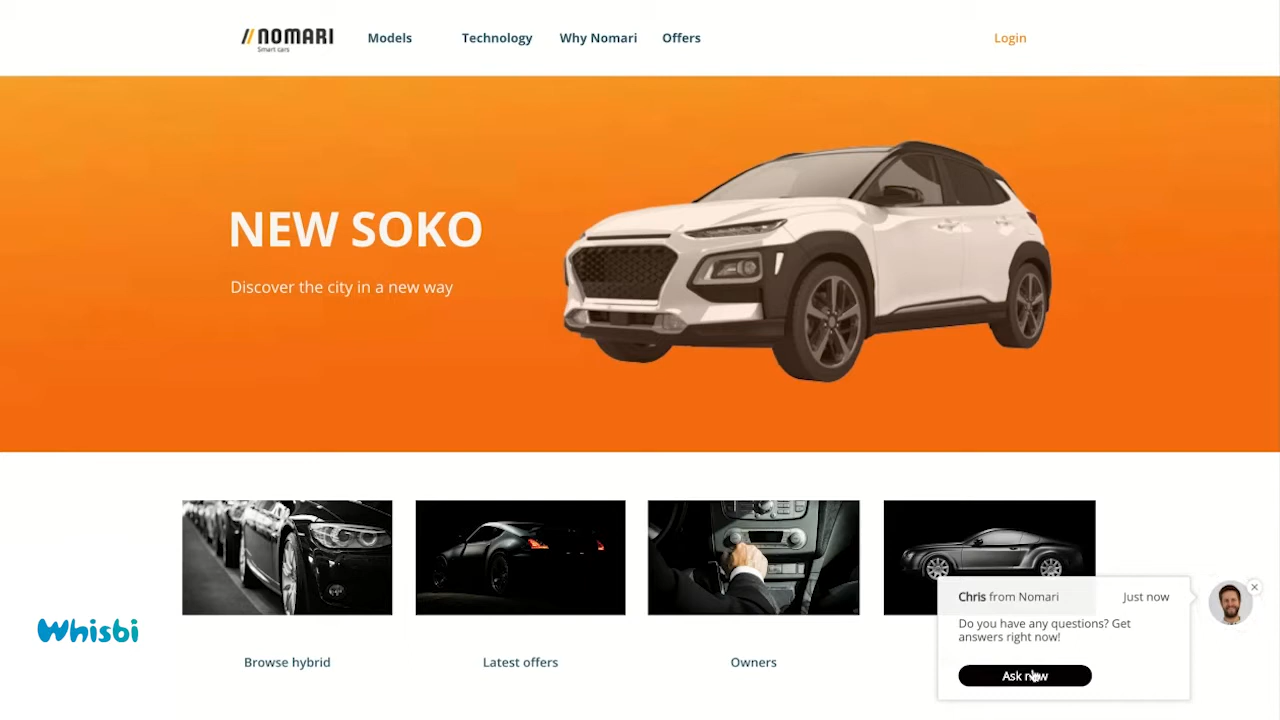 // NOMARI
Smart cars
Models
Technology
Why Nomari
Offers
Login
NEW SOKO
Discover the city in a new way
Whisbi
Browse hybrid
Latest offers
Owners
Chris from Nomari
Just now
Do you have any questions? Get
answers right now!
Ask now